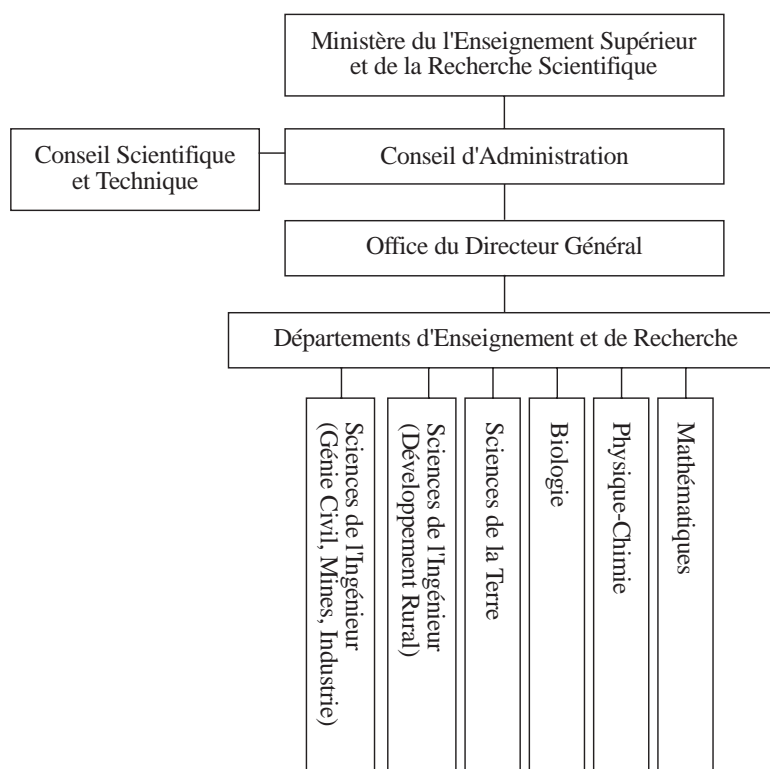 Ministère du l'Enseignement Supérieur
et de la Recherche Scientifique
Conseil Scientifique
et Technique
Conseil d'Administration
Office du Directeur Général
Départements d'Enseignement et de Recherche
Sciences de l'Ingénieur
(Génie Civil, Mines, Industrie)
Sciences de l'Ingénieur
(Développement Rural)
Sciences de la Terre
Biologie
Physique-Chimie
Mathématiques